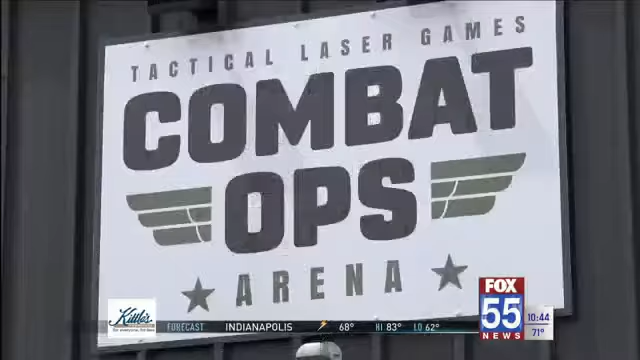 TACTICAL LASER GAMES
COMBAT
OPS
ARENA
Kittle's
FORECAST INDIANAPOLIS 68° HI 83° LO 62°
FOX
55
NEWS
10:44
71°